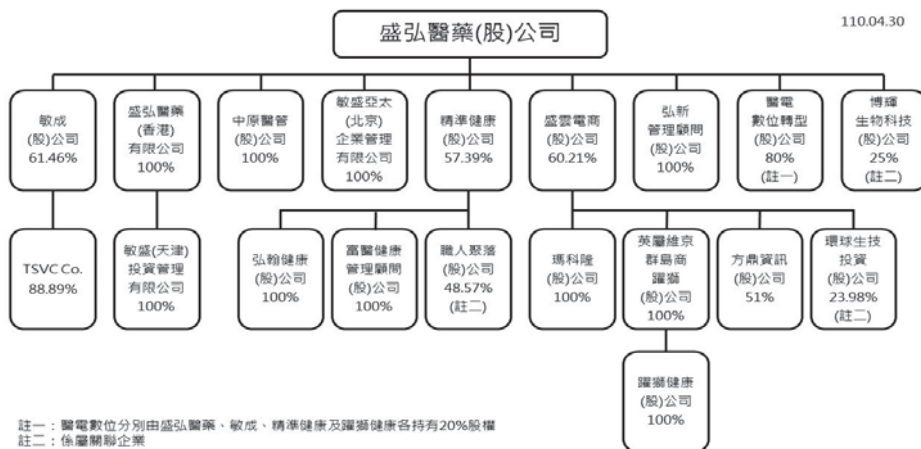 盛弘醫藥(股)公司
110.04.30
敏成
(股)公司
61.46%
盛弘醫藥
(香港)
有限公司
100%
中原醫管
(股)公司
100%
敏盛亞太
(北京)
企業管理
有限公司
100%
精準健康
(股)公司
57.39%
盛雲電商
(股)公司
60.21%
弘新
管理顧問
(股)公司
100%
醫電
數位轉型
(股)公司
80%
(註一)
博輝
生物科技
(股)公司
25%
(註二)
TSVC Co.
88.89%
敏盛(天津)
投資管理
有限公司
100%
弘翰健康
(股)公司
100%
富醫健康
管理顧問
(股)公司
100%
職人聚落
(股)公司
48.57%
(註二)
瑪科隆
(股)公司
100%
英屬維京
群島商
躍獅
(股)公司
100%
方鼎資訊
(股)公司
51%
環球生技
投資
(股)公司
23.98%
(註二)
躍獅健康
(股)公司
100%
註一：醫電數位分別由盛弘醫藥、敏成、精準健康及躍獅健康各持有20%股權
註二：係屬關聯企業